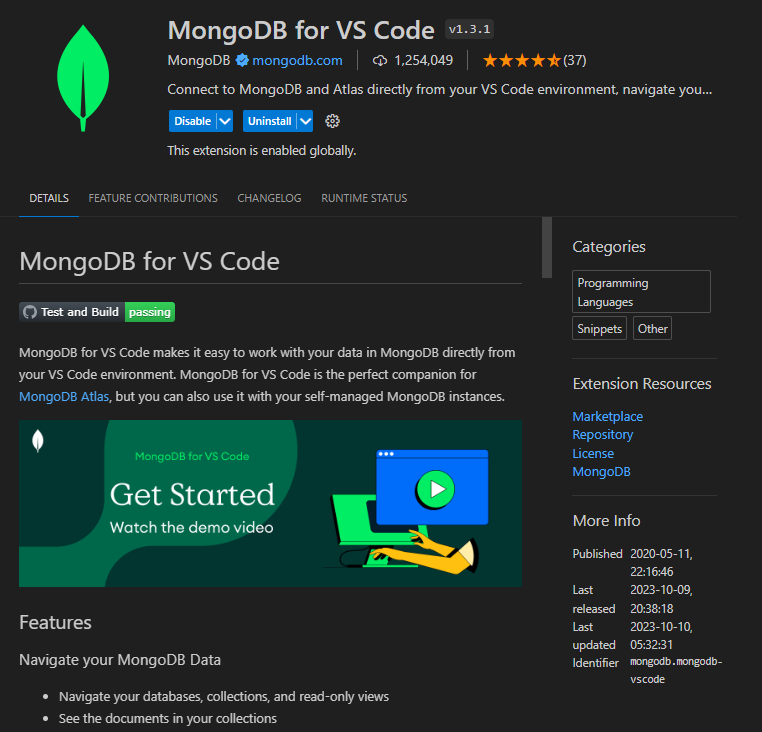 MongoDB for VS Code v1.3.1
MongoDB mongodb.com 1,254,049 (37)
Connect to MongoDB and Atlas directly from your VS Code environment, navigate you...
Disable Uninstall
This extension is enabled globally.
DETAILS FEATURE CONTRIBUTIONS CHANGELOG RUNTIME STATUS
MongoDB for VS Code
Test and Build passing
MongoDB for VS Code makes it easy to work with your data in MongoDB directly from
your VS Code environment. MongoDB for VS Code is the perfect companion for
MongoDB Atlas, but you can also use it with your self-managed MongoDB instances.
MongoDB for VS Code
Get Started
Watch the demo video
Features
Navigate your MongoDB Data
• Navigate your databases, collections, and read-only views
• See the documents in your collections
Categories
Programming
Languages
Snippets Other
Extension Resources
Marketplace
Repository
License
MongoDB
More Info
Published 2020-05-11,
22:16:46
Last 2023-10-09,
released 20:38:18
Last 2023-10-10,
updated 05:32:31
Identifier mongodb.mongodb-
vscode